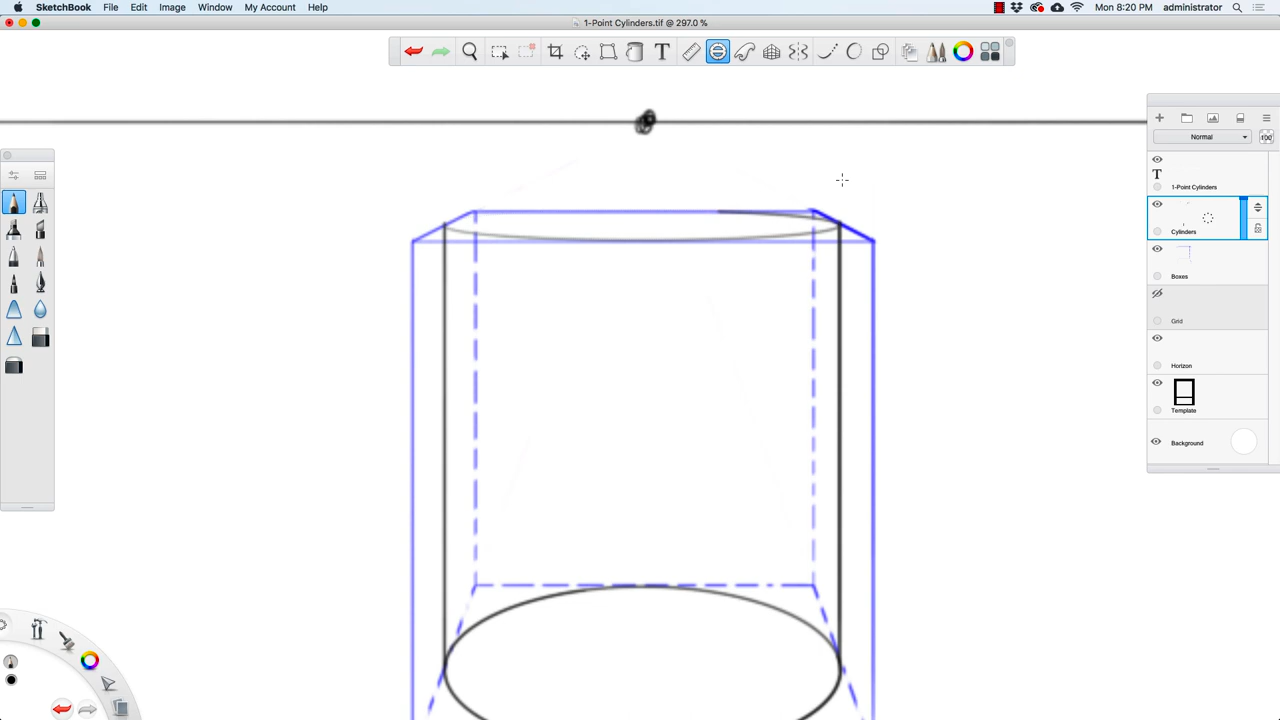 SketchBook File Edit Image Window My Account Help Mon 8:20 PM administrator
1-Point Cylinders.tif @ 297.0 %
Normal
T
1-Point Cylinders
Cylinders
Boxes
Grid
Horizon
Template
Background